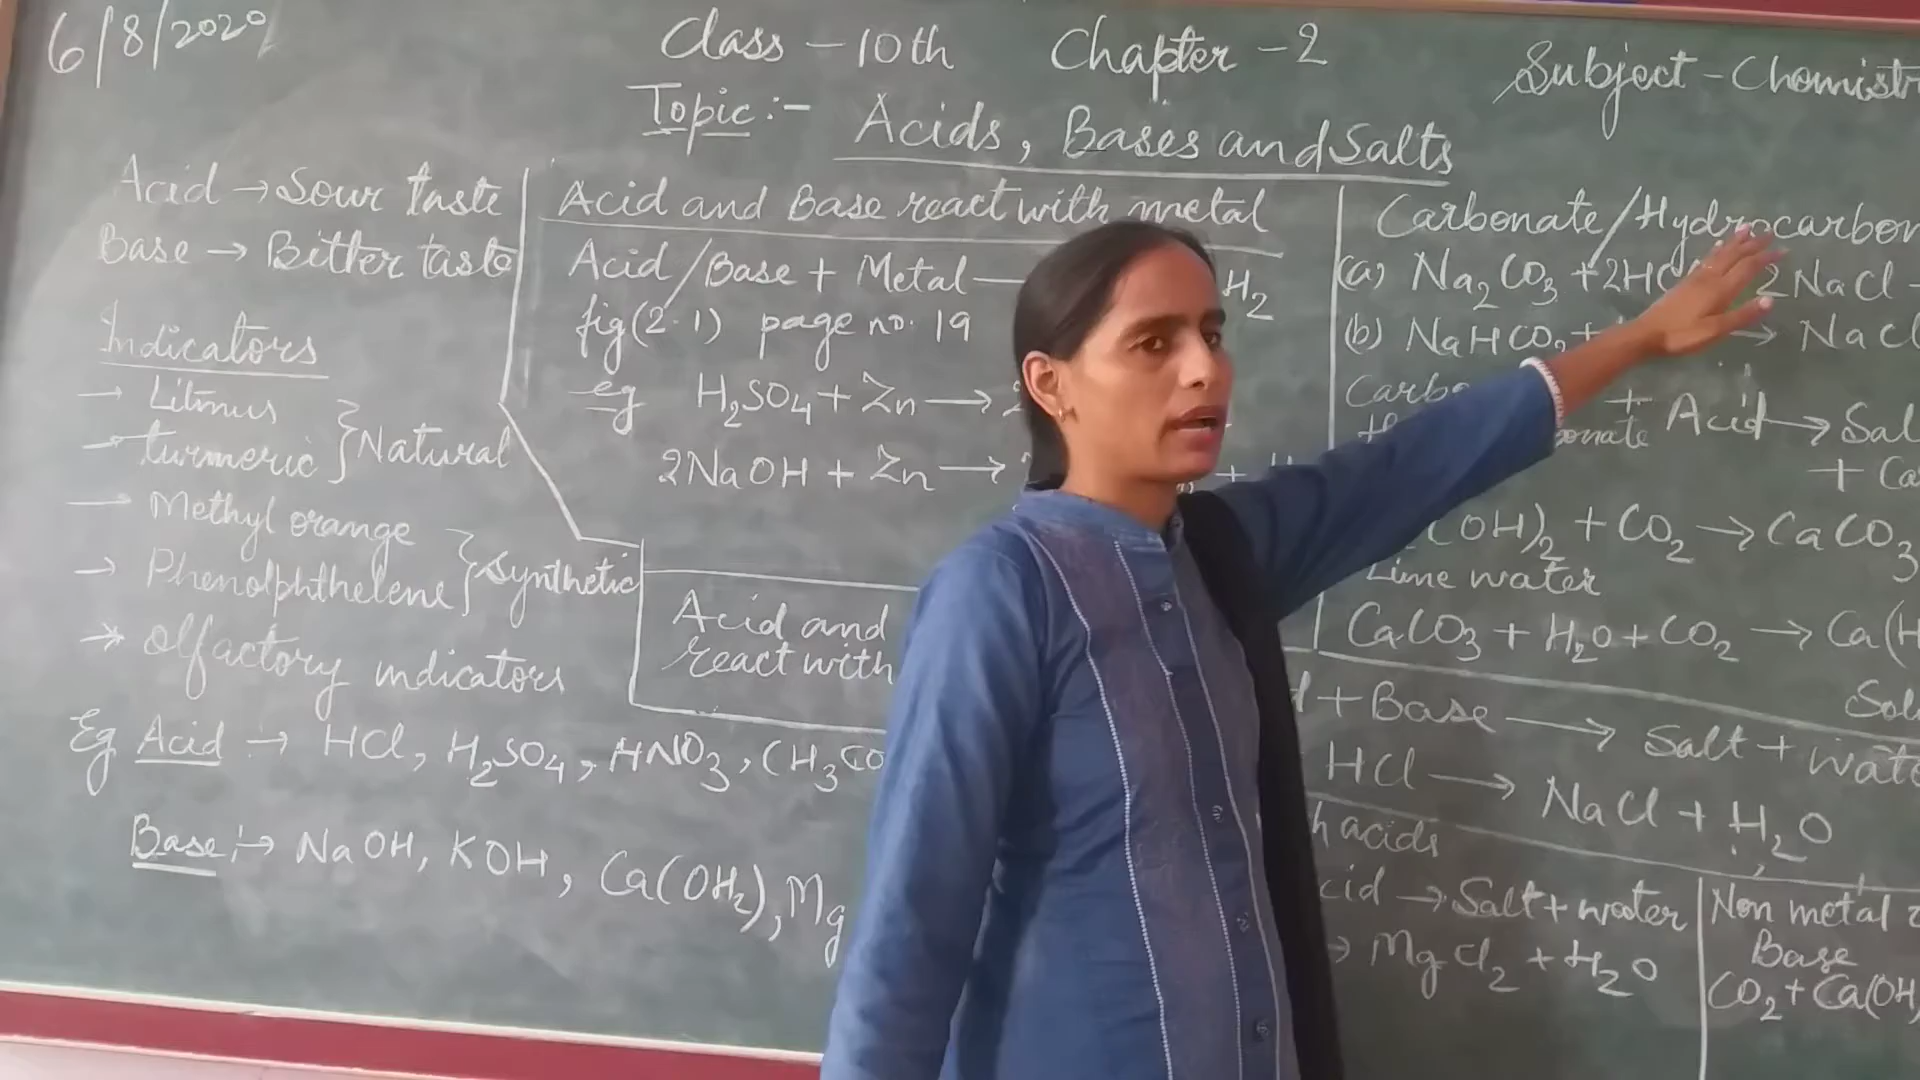 6/8/2020
Class - 10th Chapter - 2 Subject - Chemistr
Topic :- Acids, Bases and Salts
Acid → Sour taste
Base → Bitter taste
Indicators
→ Litmus
→ turmeric } Natural
— Methyl orange
→ Phenolphthelene } Synthetic
→ Olfactory indicators
Eg Acid → HCl, H2SO4, HNO3, CH3CO
Base :→ NaOH, KOH, Ca(OH2), Mg
Acid and Base react with metal
Acid/Base + Metal — H2
fig (2.1) page no. 19
eg H2SO4 + Zn →
2NaOH + Zn → +
Acid and
react with
Carbonate/Hydrocarbon
(a) Na2CO3 + 2HC 2NaCl
(b) NaHCO3 + → NaCl
+ Acid → Sal
+ Ca
(OH)2 + CO2 → CaCO3
Lime water
CaCO3 + H2O + CO2 → Ca(H
Sol
+ Base → Salt + wate
HCl → NaCl + H2O
h acids
cid → Salt + water
→ MgCl2 + H2O
Non metal
Base
CO2 + Ca(OH)